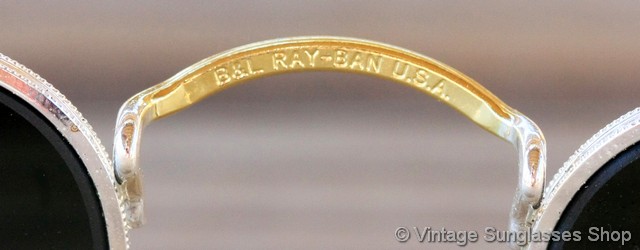 B&L RAY-BAN U.S.A.
© Vintage Sunglasses Shop